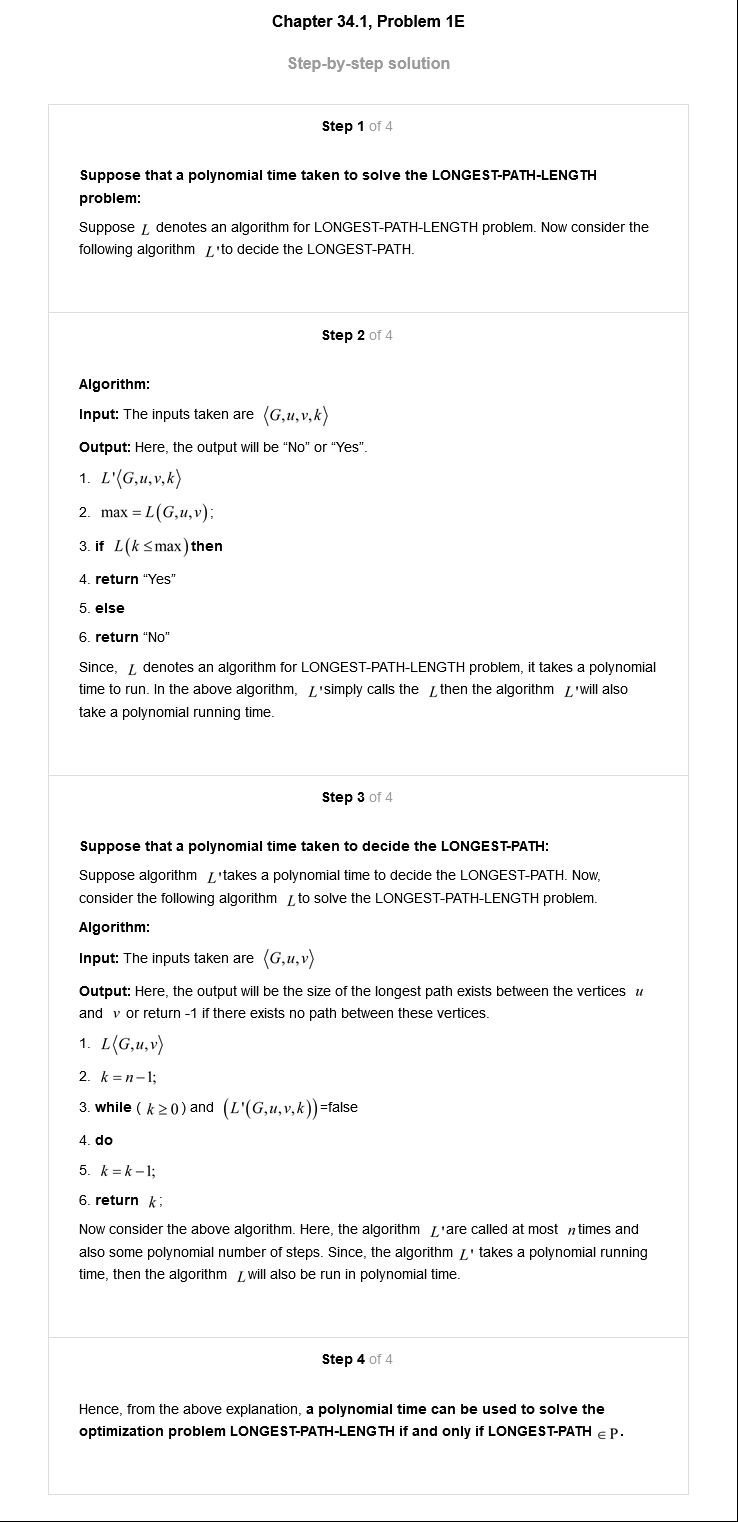 Chapter 34.1, Problem 1E
Step-by-step solution
Step 1 of 4
Suppose that a polynomial time taken to solve the LONGEST-PATH-LENGTH
problem:
Suppose L denotes an algorithm for LONGEST-PATH-LENGTH problem. Now consider the
following algorithm L' to decide the LONGEST-PATH.
Step 2 of 4
Algorithm:
Input: The inputs taken are ⟨G,u,v,k⟩
Output: Here, the output will be “No” or “Yes”.
1. L'⟨G,u,v,k⟩
2. max = L(G,u,v);
3. if L(k ≤ max) then
4. return “Yes”
5. else
6. return “No”
Since, L denotes an algorithm for LONGEST-PATH-LENGTH problem, it takes a polynomial
time to run. In the above algorithm, L' simply calls the L then the algorithm L' will also
take a polynomial running time.
Step 3 of 4
Suppose that a polynomial time taken to decide the LONGEST-PATH:
Suppose algorithm L' takes a polynomial time to decide the LONGEST-PATH. Now,
consider the following algorithm L to solve the LONGEST-PATH-LENGTH problem.
Algorithm:
Input: The inputs taken are ⟨G,u,v⟩
Output: Here, the output will be the size of the longest path exists between the vertices u
and v or return -1 if there exists no path between these vertices.
1. L⟨G,u,v⟩
2. k = n−1;
3. while ( k ≥ 0 ) and (L'(G,u,v,k))=false
4. do
5. k = k−1;
6. return k;
Now consider the above algorithm. Here, the algorithm L' are called at most n times and
also some polynomial number of steps. Since, the algorithm L' takes a polynomial running
time, then the algorithm L will also be run in polynomial time.
Step 4 of 4
Hence, from the above explanation, a polynomial time can be used to solve the
optimization problem LONGEST-PATH-LENGTH if and only if LONGEST-PATH ∈ P.